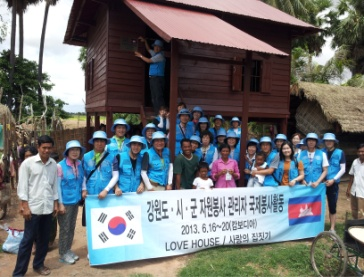 강원도·시·군 자원봉사 관리자 국제봉사활동
2013. 6.16~20(캄보디아)
LOVE HOUSE / 사랑의 집짓기